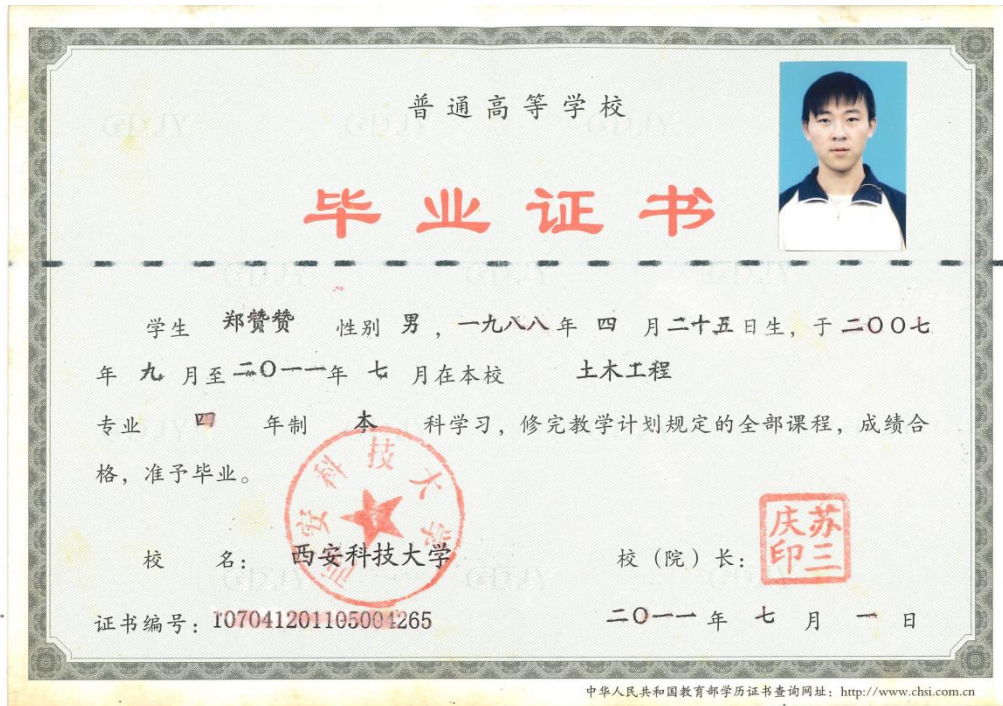 普通高等学校
毕业证书
学生 郑赞赞 性别 男，一九八八年 四 月二十五日生，于二〇〇七
年 九 月至二〇一一年 七 月在本校 土木工程
专业 四 年制 本 科学习，修完教学计划规定的全部课程，成绩合
格，准予毕业。
西安科技大学
苏三庆印
校 名： 西安科技大学 校（院）长：
证书编号：107041201105004265 二〇一一年 七 月 一 日
中华人民共和国教育部学历证书查询网址：http://www.chsi.com.cn